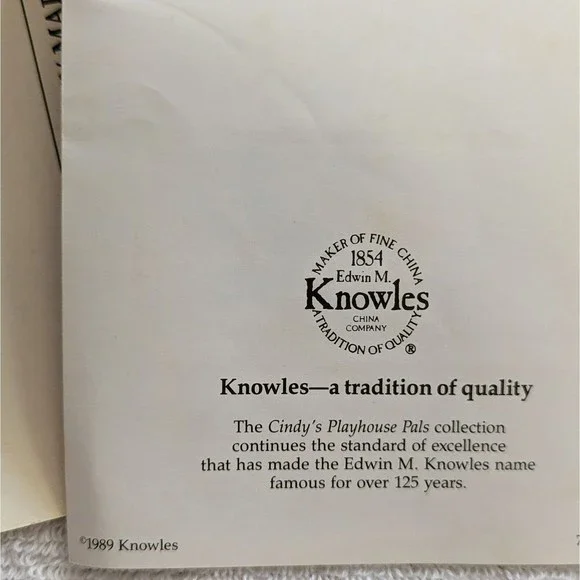 MAKER OF FINE CHINA
1854
Edwin M.
Knowles
CHINA
COMPANY
A TRADITION OF QUALITY
®
Knowles—a tradition of quality
The Cindy's Playhouse Pals collection
continues the standard of excellence
that has made the Edwin M. Knowles name
famous for over 125 years.
©1989 Knowles